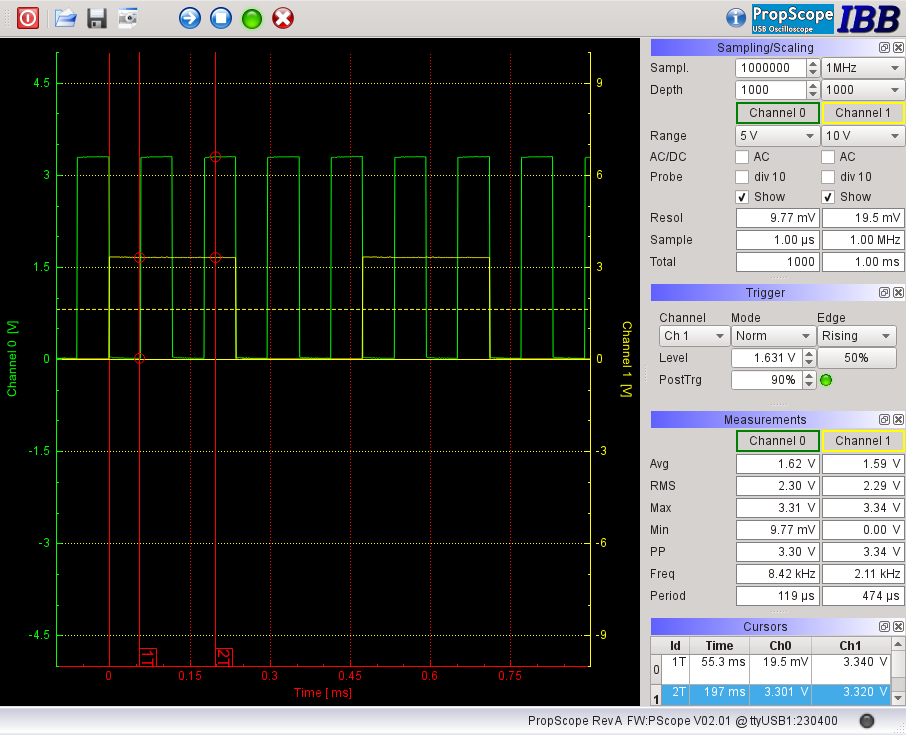 PropScope IBB
USB Oscilloscope
Sampling/Scaling
Sampl. 1000000 1MHz
Depth 1000 1000
Channel 0 Channel 1
Range 5 V 10 V
AC/DC AC AC
Probe div 10 div 10
Show Show
Resol 9.77 mV 19.5 mV
Sample 1.00 µs 1.00 MHz
Total 1000 1.00 ms
Trigger
Channel Mode Edge
Ch 1 Norm Rising
Level 1.631 V 50%
PostTrg 90%
Measurements
Channel 0 Channel 1
Avg 1.62 V 1.59 V
RMS 2.30 V 2.29 V
Max 3.31 V 3.34 V
Min 9.77 mV 0.00 V
PP 3.30 V 3.34 V
Freq 8.42 kHz 2.11 kHz
Period 119 µs 474 µs
Cursors
Id Time Ch0 Ch1
0 1T 55.3 ms 19.5 mV 3.340 V
1 2T 197 ms 3.301 V 3.320 V
4.5 9
3 6
1.5 3
0 0
-1.5 -3
-3 -6
-4.5 -9
Channel 0 [V]
Channel 1 [V]
1T 2T
0 0.15 0.3 0.45 0.6 0.75
Time [ms]
PropScope RevA FW:PScope V02.01 @ttyUSB1:230400